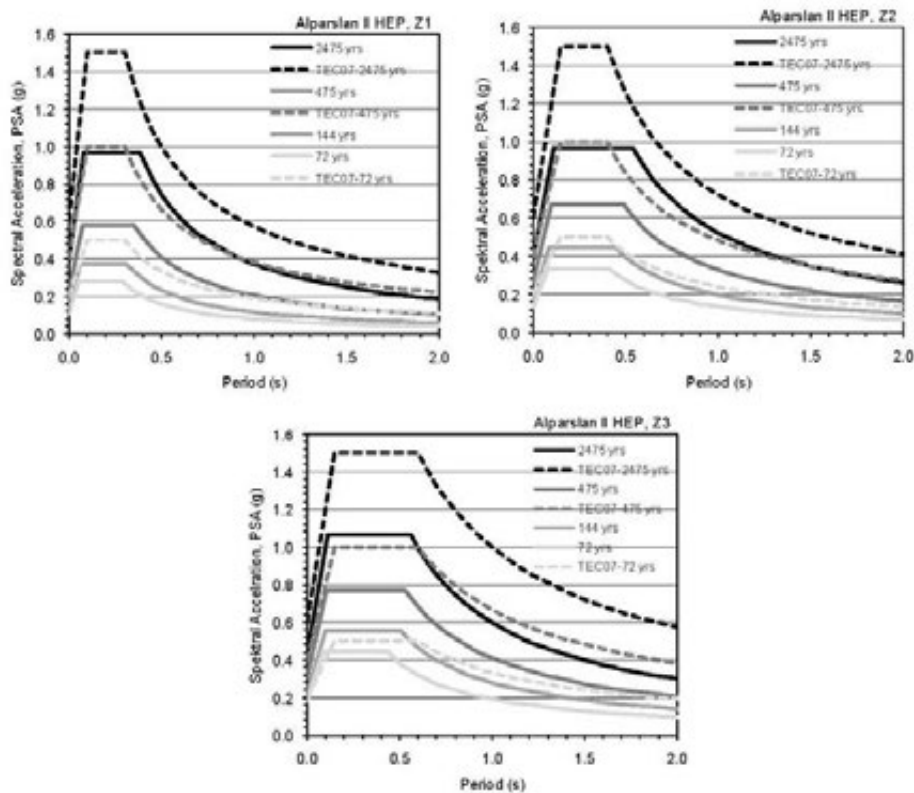 Alparslan II HEP, Z1
1.6
1.4
1.2
1.0
0.8
0.6
0.4
0.2
0.0
Spectral Acceleration, PSA (g)
2475 yrs
TEC07-2475 yrs
475 yrs
TEC07-475 yrs
144 yrs
72 yrs
TEC07-72 yrs
0.0 0.5 1.0 1.5 2.0
Period (s)
Alparslan II HEP, Z2
1.6
1.4
1.2
1.0
0.8
0.6
0.4
0.2
0.0
Spektral Acceleration, PSA (g)
2475 yrs
TEC07-2475 yrs
475 yrs
TEC07-475 yrs
144 yrs
72 yrs
TEC07-72 yrs
0.0 0.5 1.0 1.5 2.0
Period (s)
Alparslan II HEP, Z3
1.6
1.4
1.2
1.0
0.8
0.6
0.4
0.2
0.0
Spektral Accelration, PSA (g)
2475 yrs
TEC07-2475 yrs
475 yrs
TEC07-475 yrs
144 yrs
72 yrs
TEC07-72 yrs
0.0 0.5 1.0 1.5 2.0
Period (s)